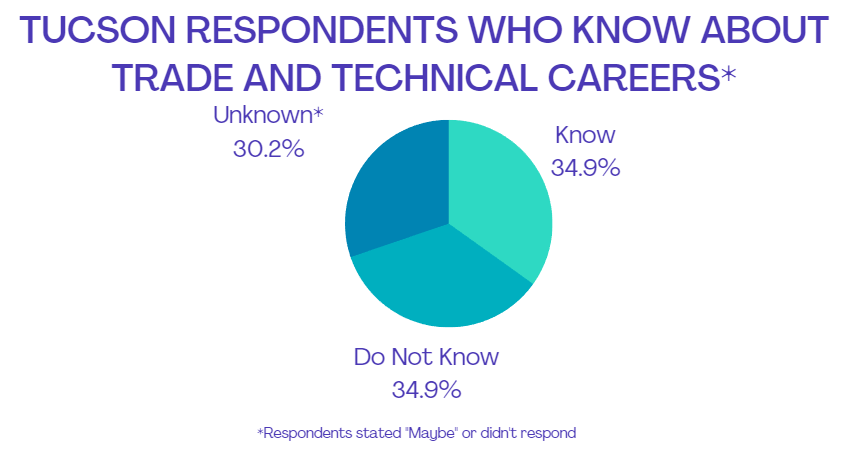 TUCSON RESPONDENTS WHO KNOW ABOUT
TRADE AND TECHNICAL CAREERS*
Unknown*
30.2%
Know
34.9%
Do Not Know
34.9%
*Respondents stated "Maybe" or didn't respond